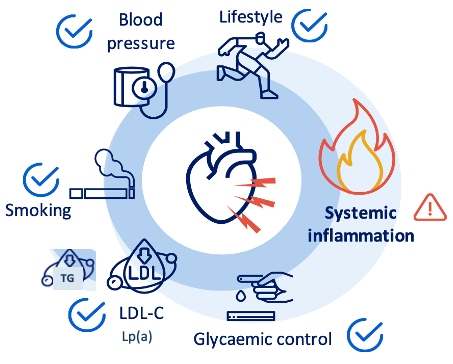 Blood
pressure
Lifestyle
Smoking
Systemic
inflammation
TG
LDL
LDL-C
Lp(a)
Glycaemic control